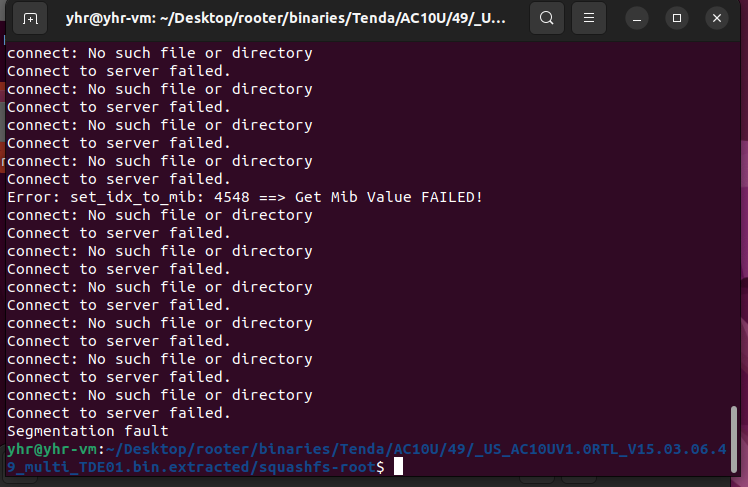 yhr@yhr-vm: ~/Desktop/rooter/binaries/Tenda/AC10U/49/_U...
connect: No such file or directory
Connect to server failed.
connect: No such file or directory
Connect to server failed.
connect: No such file or directory
Connect to server failed.
connect: No such file or directory
Connect to server failed.
Error: set_idx_to_mib: 4548 ==> Get Mib Value FAILED!
connect: No such file or directory
Connect to server failed.
connect: No such file or directory
Connect to server failed.
connect: No such file or directory
Connect to server failed.
connect: No such file or directory
Connect to server failed.
connect: No such file or directory
Connect to server failed.
connect: No such file or directory
Connect to server failed.
Segmentation fault
yhr@yhr-vm:~/Desktop/rooter/binaries/Tenda/AC10U/49/_US_AC10UV1.0RTL_V15.03.06.4
9_multi_TDE01.bin.extracted/squashfs-root$